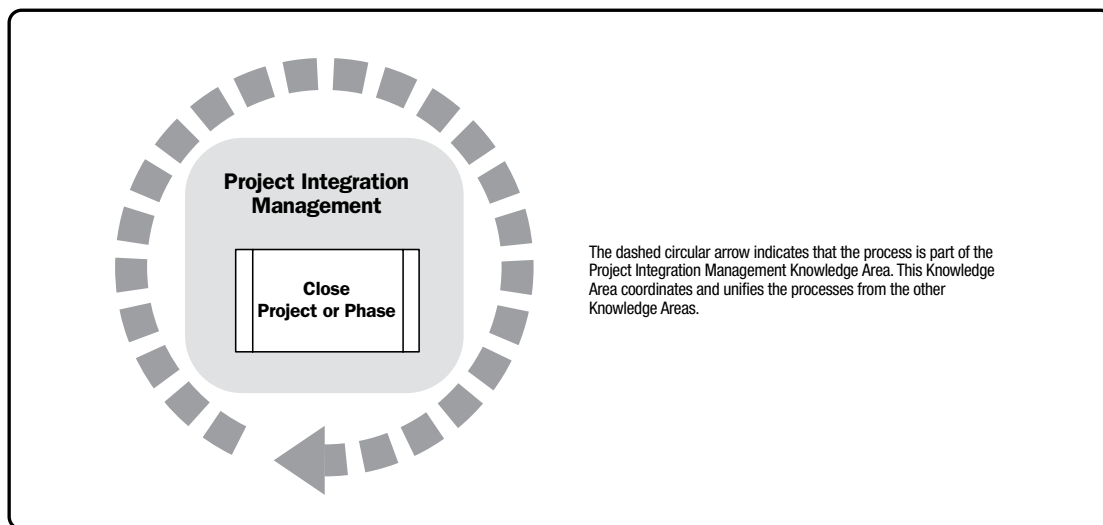 Project Integration
Management
Close
Project or Phase
The dashed circular arrow indicates that the process is part of the
Project Integration Management Knowledge Area. This Knowledge
Area coordinates and unifies the processes from the other
Knowledge Areas.